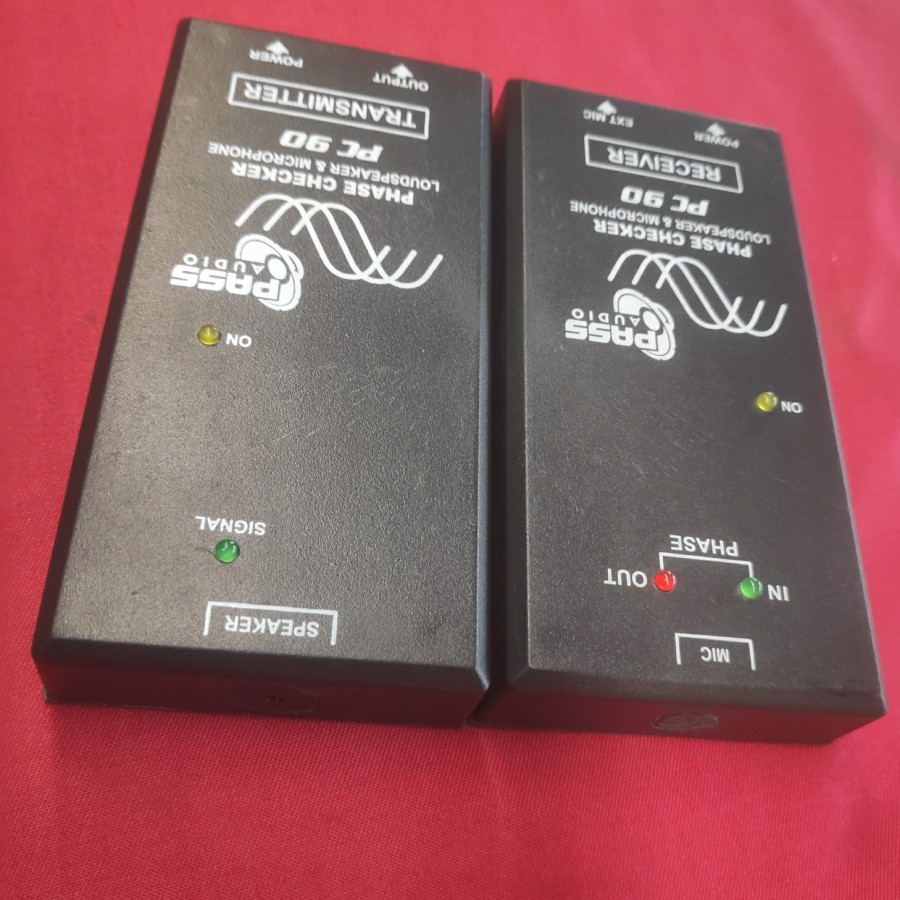 SPEAKER
SIGNAL
ON
PASS
AUDIO
PHASE CHECKER
LOUDSPEAKER & MICROPHONE
PC 90
TRANSMITTER
OUTPUT
POWER
MIC
IN
OUT
PHASE
ON
PASS
AUDIO
PHASE CHECKER
LOUDSPEAKER & MICROPHONE
PC 90
RECEIVER
POWER
EXT MIC